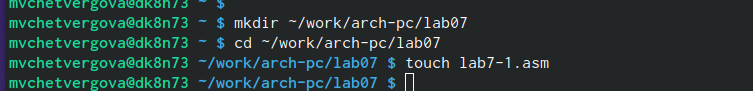 mvchetvergova@dk8n73 ~ $
mvchetvergova@dk8n73 ~ $ mkdir ~/work/arch-pc/lab07
mvchetvergova@dk8n73 ~ $ cd ~/work/arch-pc/lab07
mvchetvergova@dk8n73 ~/work/arch-pc/lab07 $ touch lab7-1.asm
mvchetvergova@dk8n73 ~/work/arch-pc/lab07 $